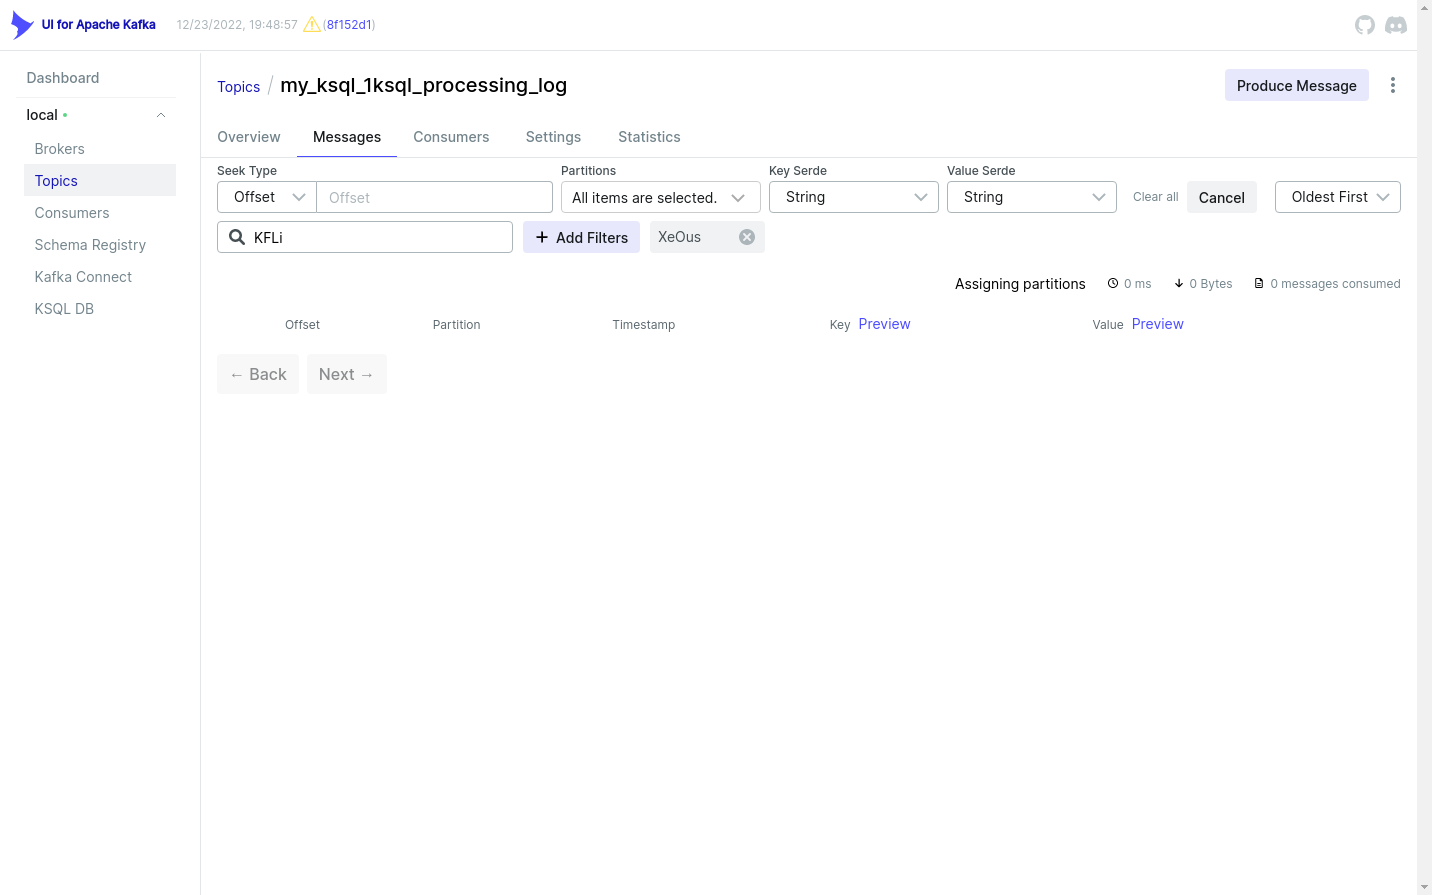 UI for Apache Kafka 12/23/2022, 19:48:57 (8f152d1)
Dashboard
local
Brokers
Topics
Consumers
Schema Registry
Kafka Connect
KSQL DB
Topics / my_ksql_1ksql_processing_log Produce Message
Overview Messages Consumers Settings Statistics
Seek Type Partitions Key Serde Value Serde
Offset Offset All items are selected. String String Clear all Cancel Oldest First
KFLi + Add Filters XeOus
Assigning partitions 0 ms 0 Bytes 0 messages consumed
Offset Partition Timestamp Key Preview Value Preview
← Back Next →